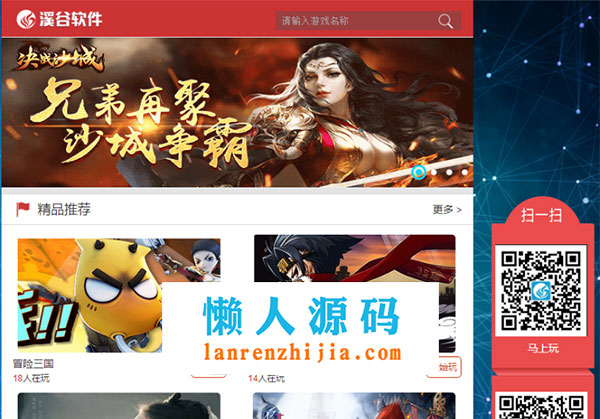 溪谷软件
请输入游戏名称
决战沙城
兄弟再聚
沙城争霸
精品推荐
更多 >
扫一扫
马上玩
!!
懒人源码
lanrenzhijia.com
冒险三国
18人在玩
14人在玩
始玩